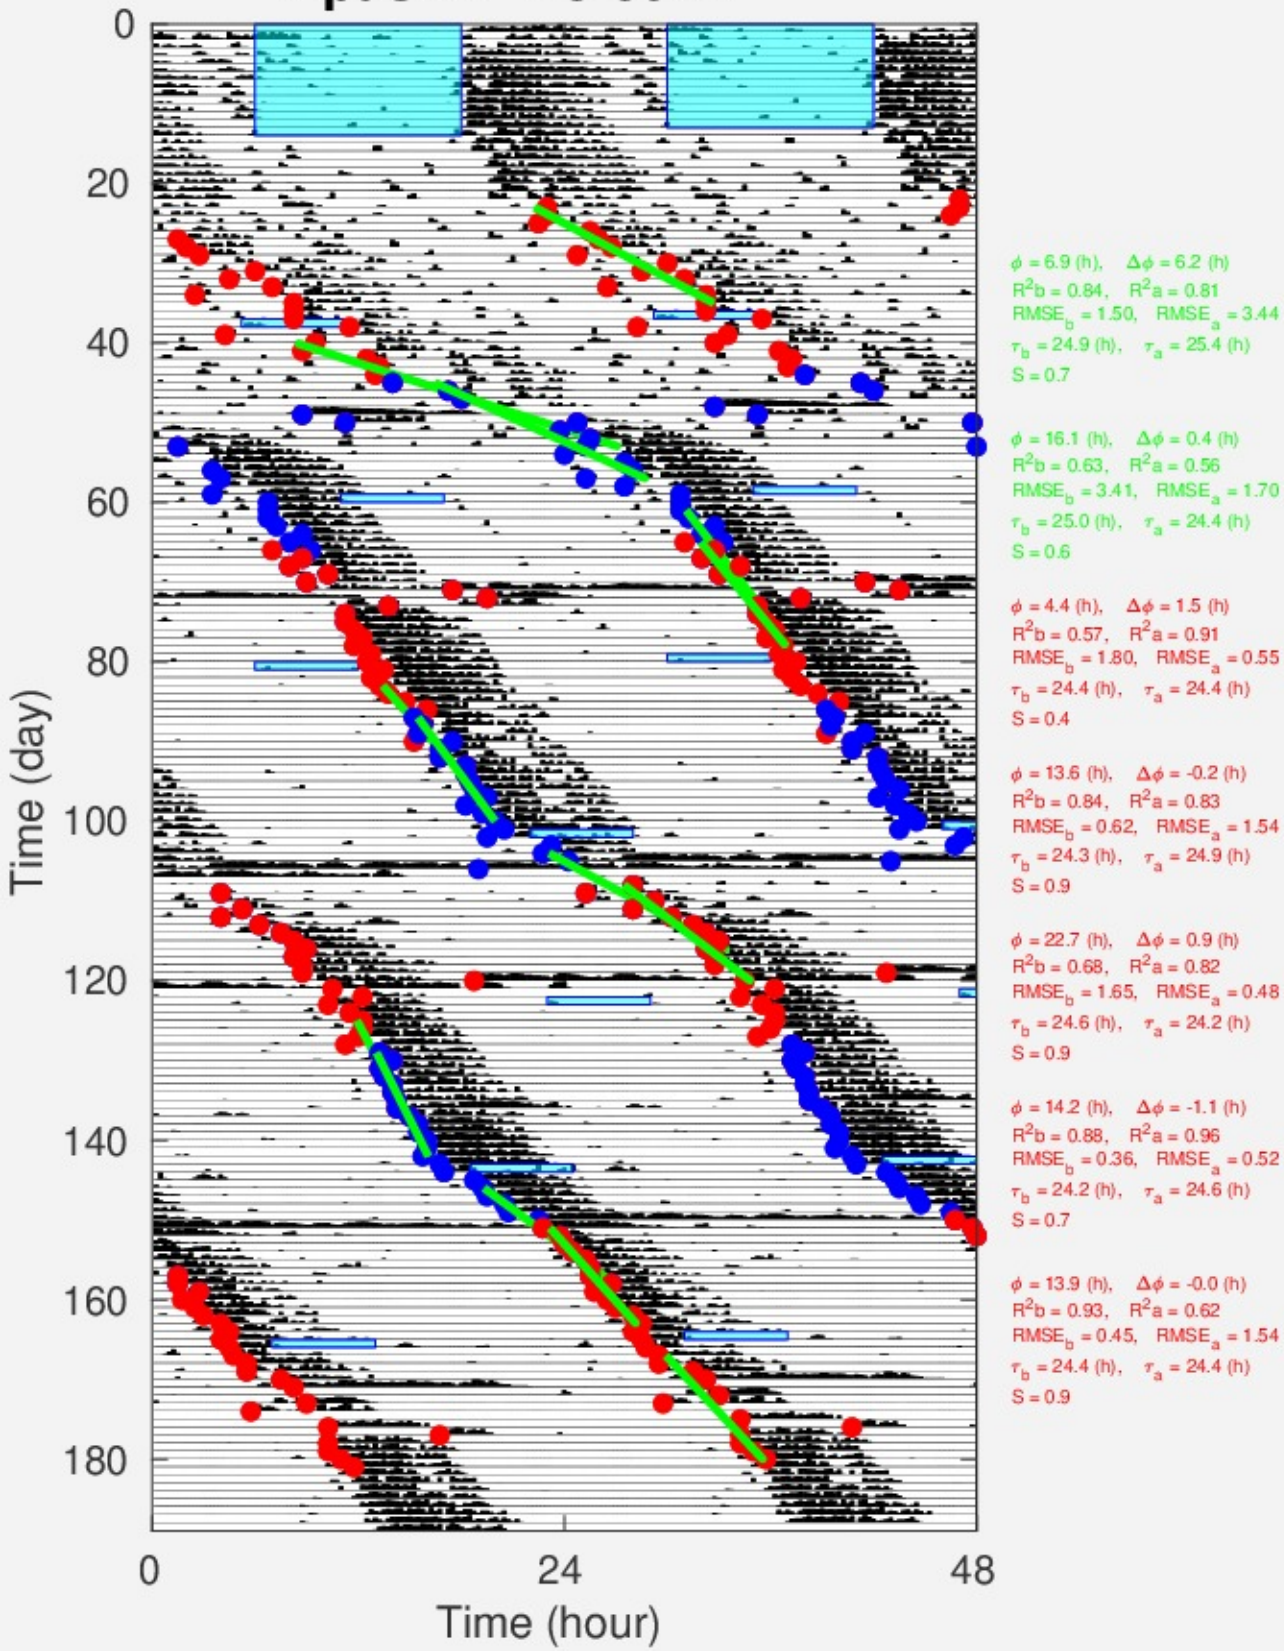 0
20
40
60
80
100
120
140
160
180
Time (day)
0 24 48
Time (hour)
ϕ = 6.9 (h), Δϕ = 6.2 (h)
R²b = 0.84, R²a = 0.81
RMSE_b = 1.50, RMSE_a = 3.44
τ_b = 24.9 (h), τ_a = 25.4 (h)
S = 0.7
ϕ = 16.1 (h), Δϕ = 0.4 (h)
R²b = 0.63, R²a = 0.56
RMSE_b = 3.41, RMSE_a = 1.70
τ_b = 25.0 (h), τ_a = 24.4 (h)
S = 0.6
ϕ = 4.4 (h), Δϕ = 1.5 (h)
R²b = 0.57, R²a = 0.91
RMSE_b = 1.80, RMSE_a = 0.55
τ_b = 24.4 (h), τ_a = 24.4 (h)
S = 0.4
ϕ = 13.6 (h), Δϕ = -0.2 (h)
R²b = 0.84, R²a = 0.83
RMSE_b = 0.62, RMSE_a = 1.54
τ_b = 24.3 (h), τ_a = 24.9 (h)
S = 0.9
ϕ = 22.7 (h), Δϕ = 0.9 (h)
R²b = 0.68, R²a = 0.82
RMSE_b = 1.65, RMSE_a = 0.48
τ_b = 24.6 (h), τ_a = 24.2 (h)
S = 0.9
ϕ = 14.2 (h), Δϕ = -1.1 (h)
R²b = 0.88, R²a = 0.96
RMSE_b = 0.36, RMSE_a = 0.52
τ_b = 24.2 (h), τ_a = 24.6 (h)
S = 0.7
ϕ = 13.9 (h), Δϕ = -0.0 (h)
R²b = 0.93, R²a = 0.62
RMSE_b = 0.45, RMSE_a = 1.54
τ_b = 24.4 (h), τ_a = 24.4 (h)
S = 0.9